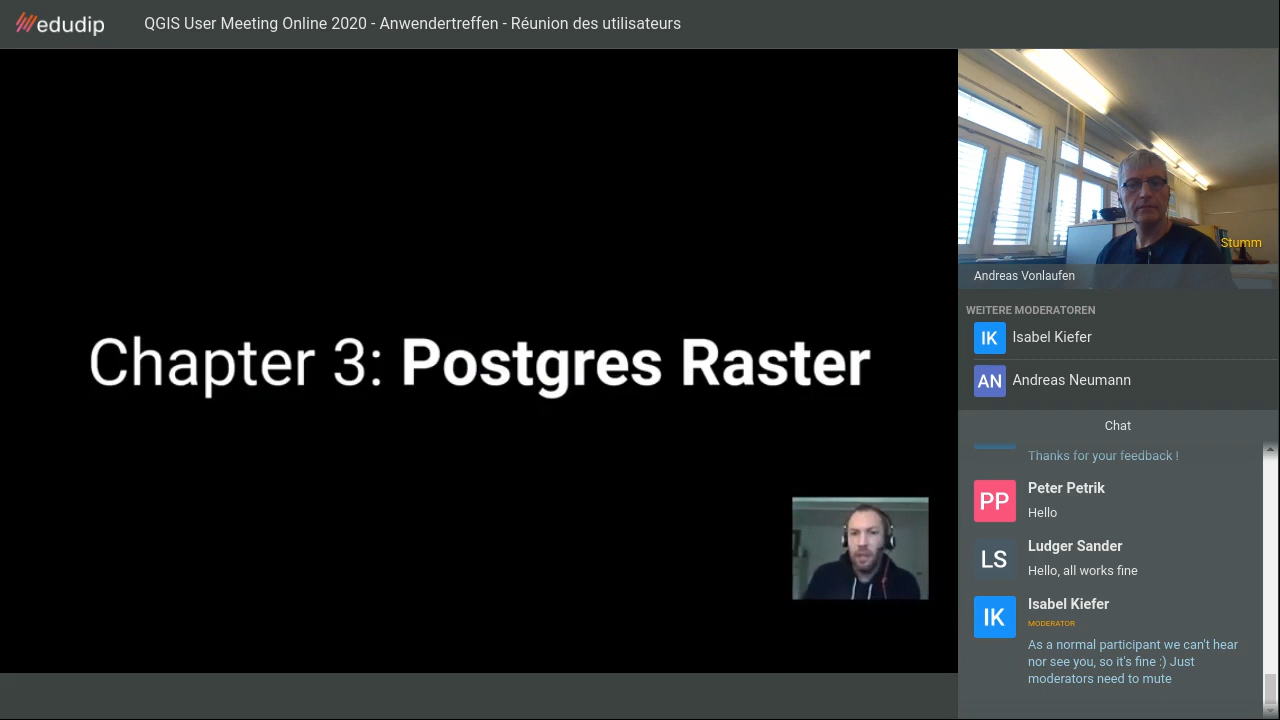 edudip
QGIS User Meeting Online 2020 - Anwendertreffen - Réunion des utilisateurs
Chapter 3: Postgres Raster
Stumm
Andreas Vonlaufen
WEITERE MODERATOREN
IK
Isabel Kiefer
AN
Andreas Neumann
Chat
Thanks for your feedback !
PP
Peter Petrik
Hello
LS
Ludger Sander
Hello, all works fine
IK
Isabel Kiefer
MODERATOR
As a normal participant we can't hear
nor see you, so it's fine :) Just
moderators need to mute